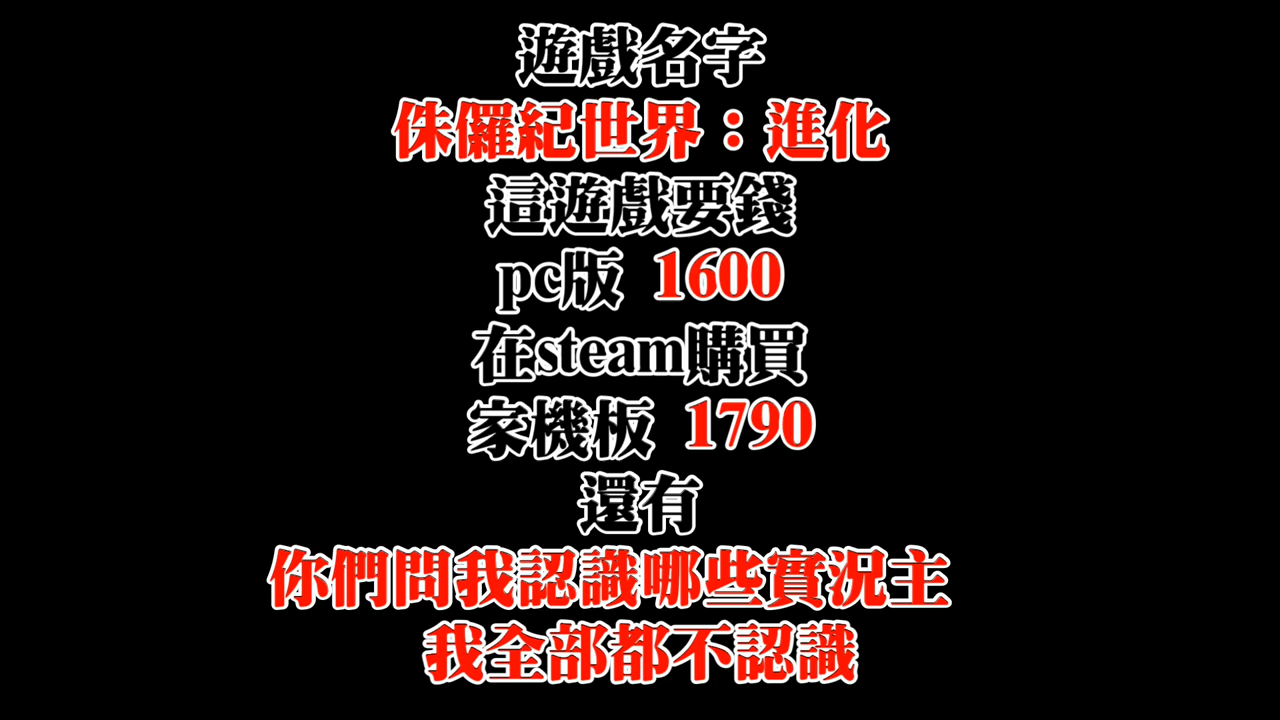 遊戲名字
侏儸紀世界：進化
這遊戲要錢
pc版 1600
在steam購買
家機板 1790
還有
你們問我認識哪些實況主
我全部都不認識